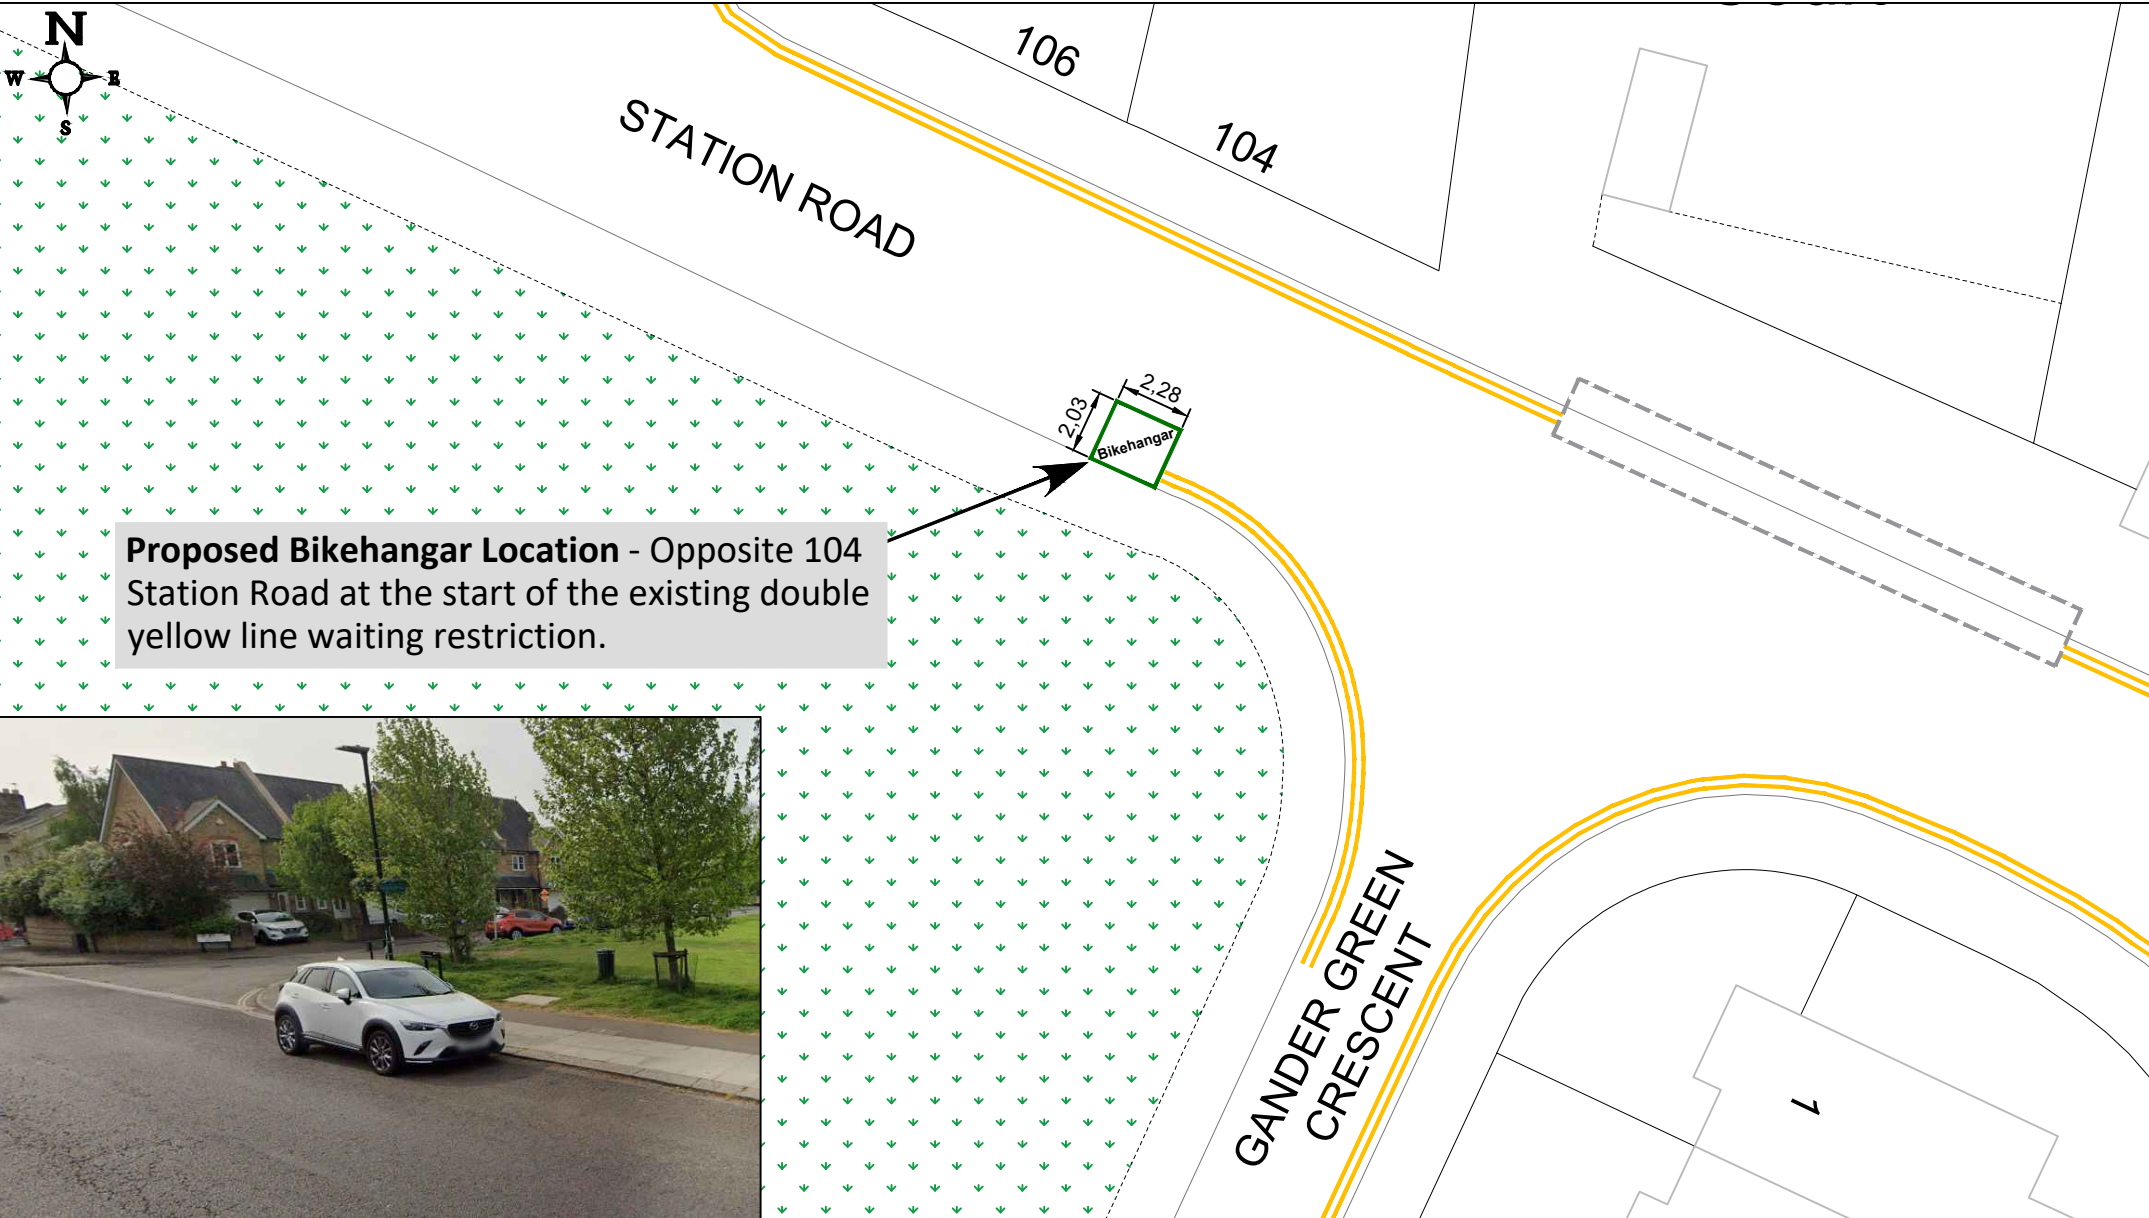 N
W
E
S
106
104
STATION ROAD
2,28
2,03
Bikehangar
Proposed Bikehangar Location - Opposite 104
Station Road at the start of the existing double
yellow line waiting restriction.
GANDER GREEN
CRESCENT
1